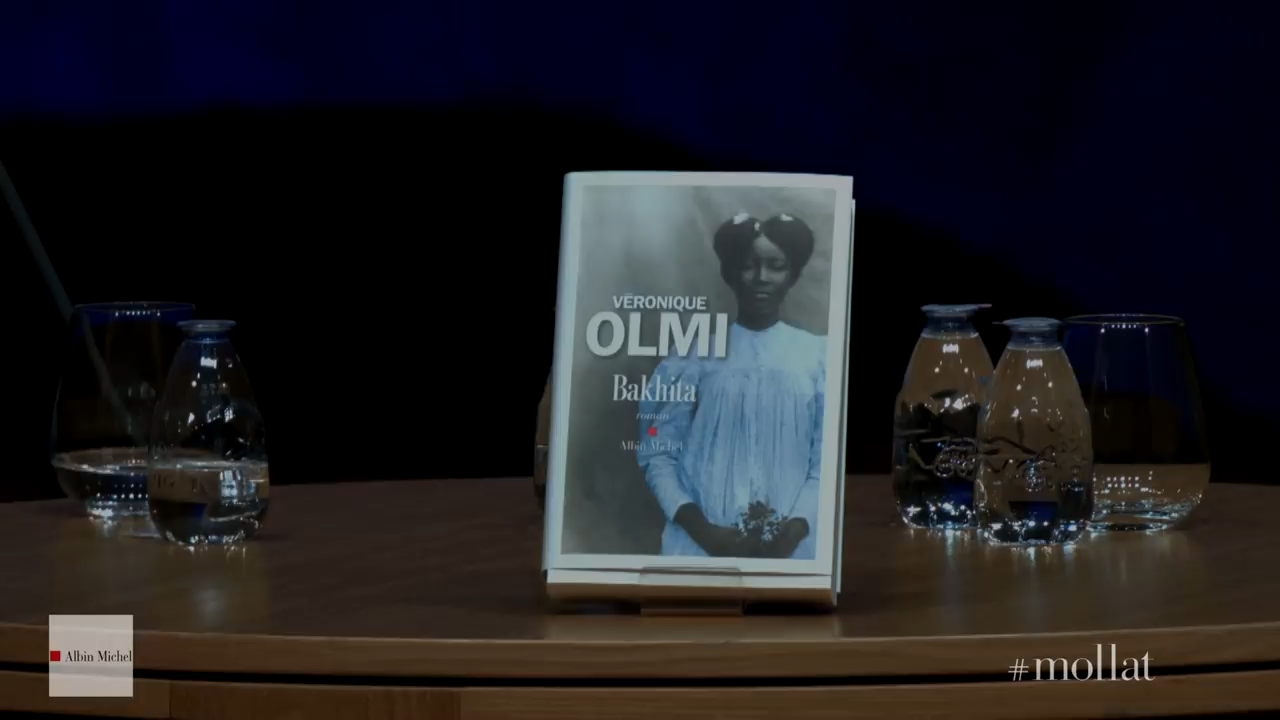 VÉRONIQUE
OLMI
Bakhita
roman
Albin Michel
Albin Michel
#mollat